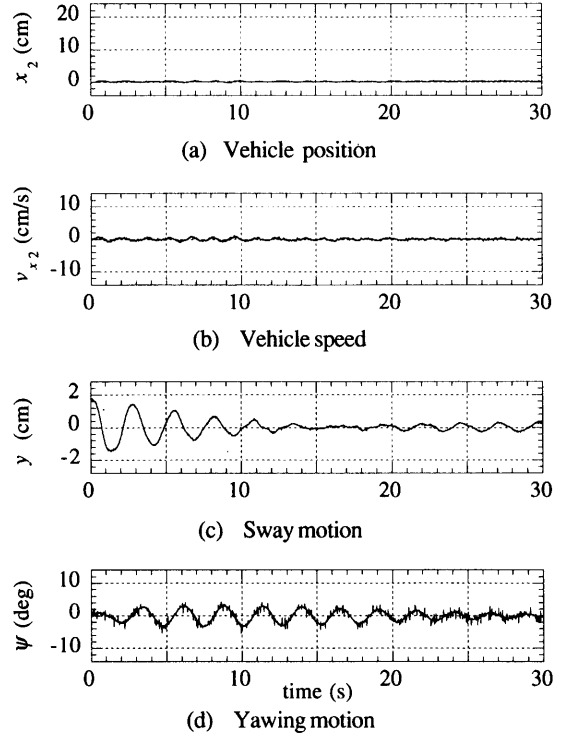 20
10
0
x₂ (cm)
0 10 20 30
(a) Vehicle position
10
0
-10
vₓ₂ (cm/s)
0 10 20 30
(b) Vehicle speed
2
0
-2
y (cm)
0 10 20 30
(c) Sway motion
10
0
-10
ψ (deg)
0 10 20 30
time (s)
(d) Yawing motion